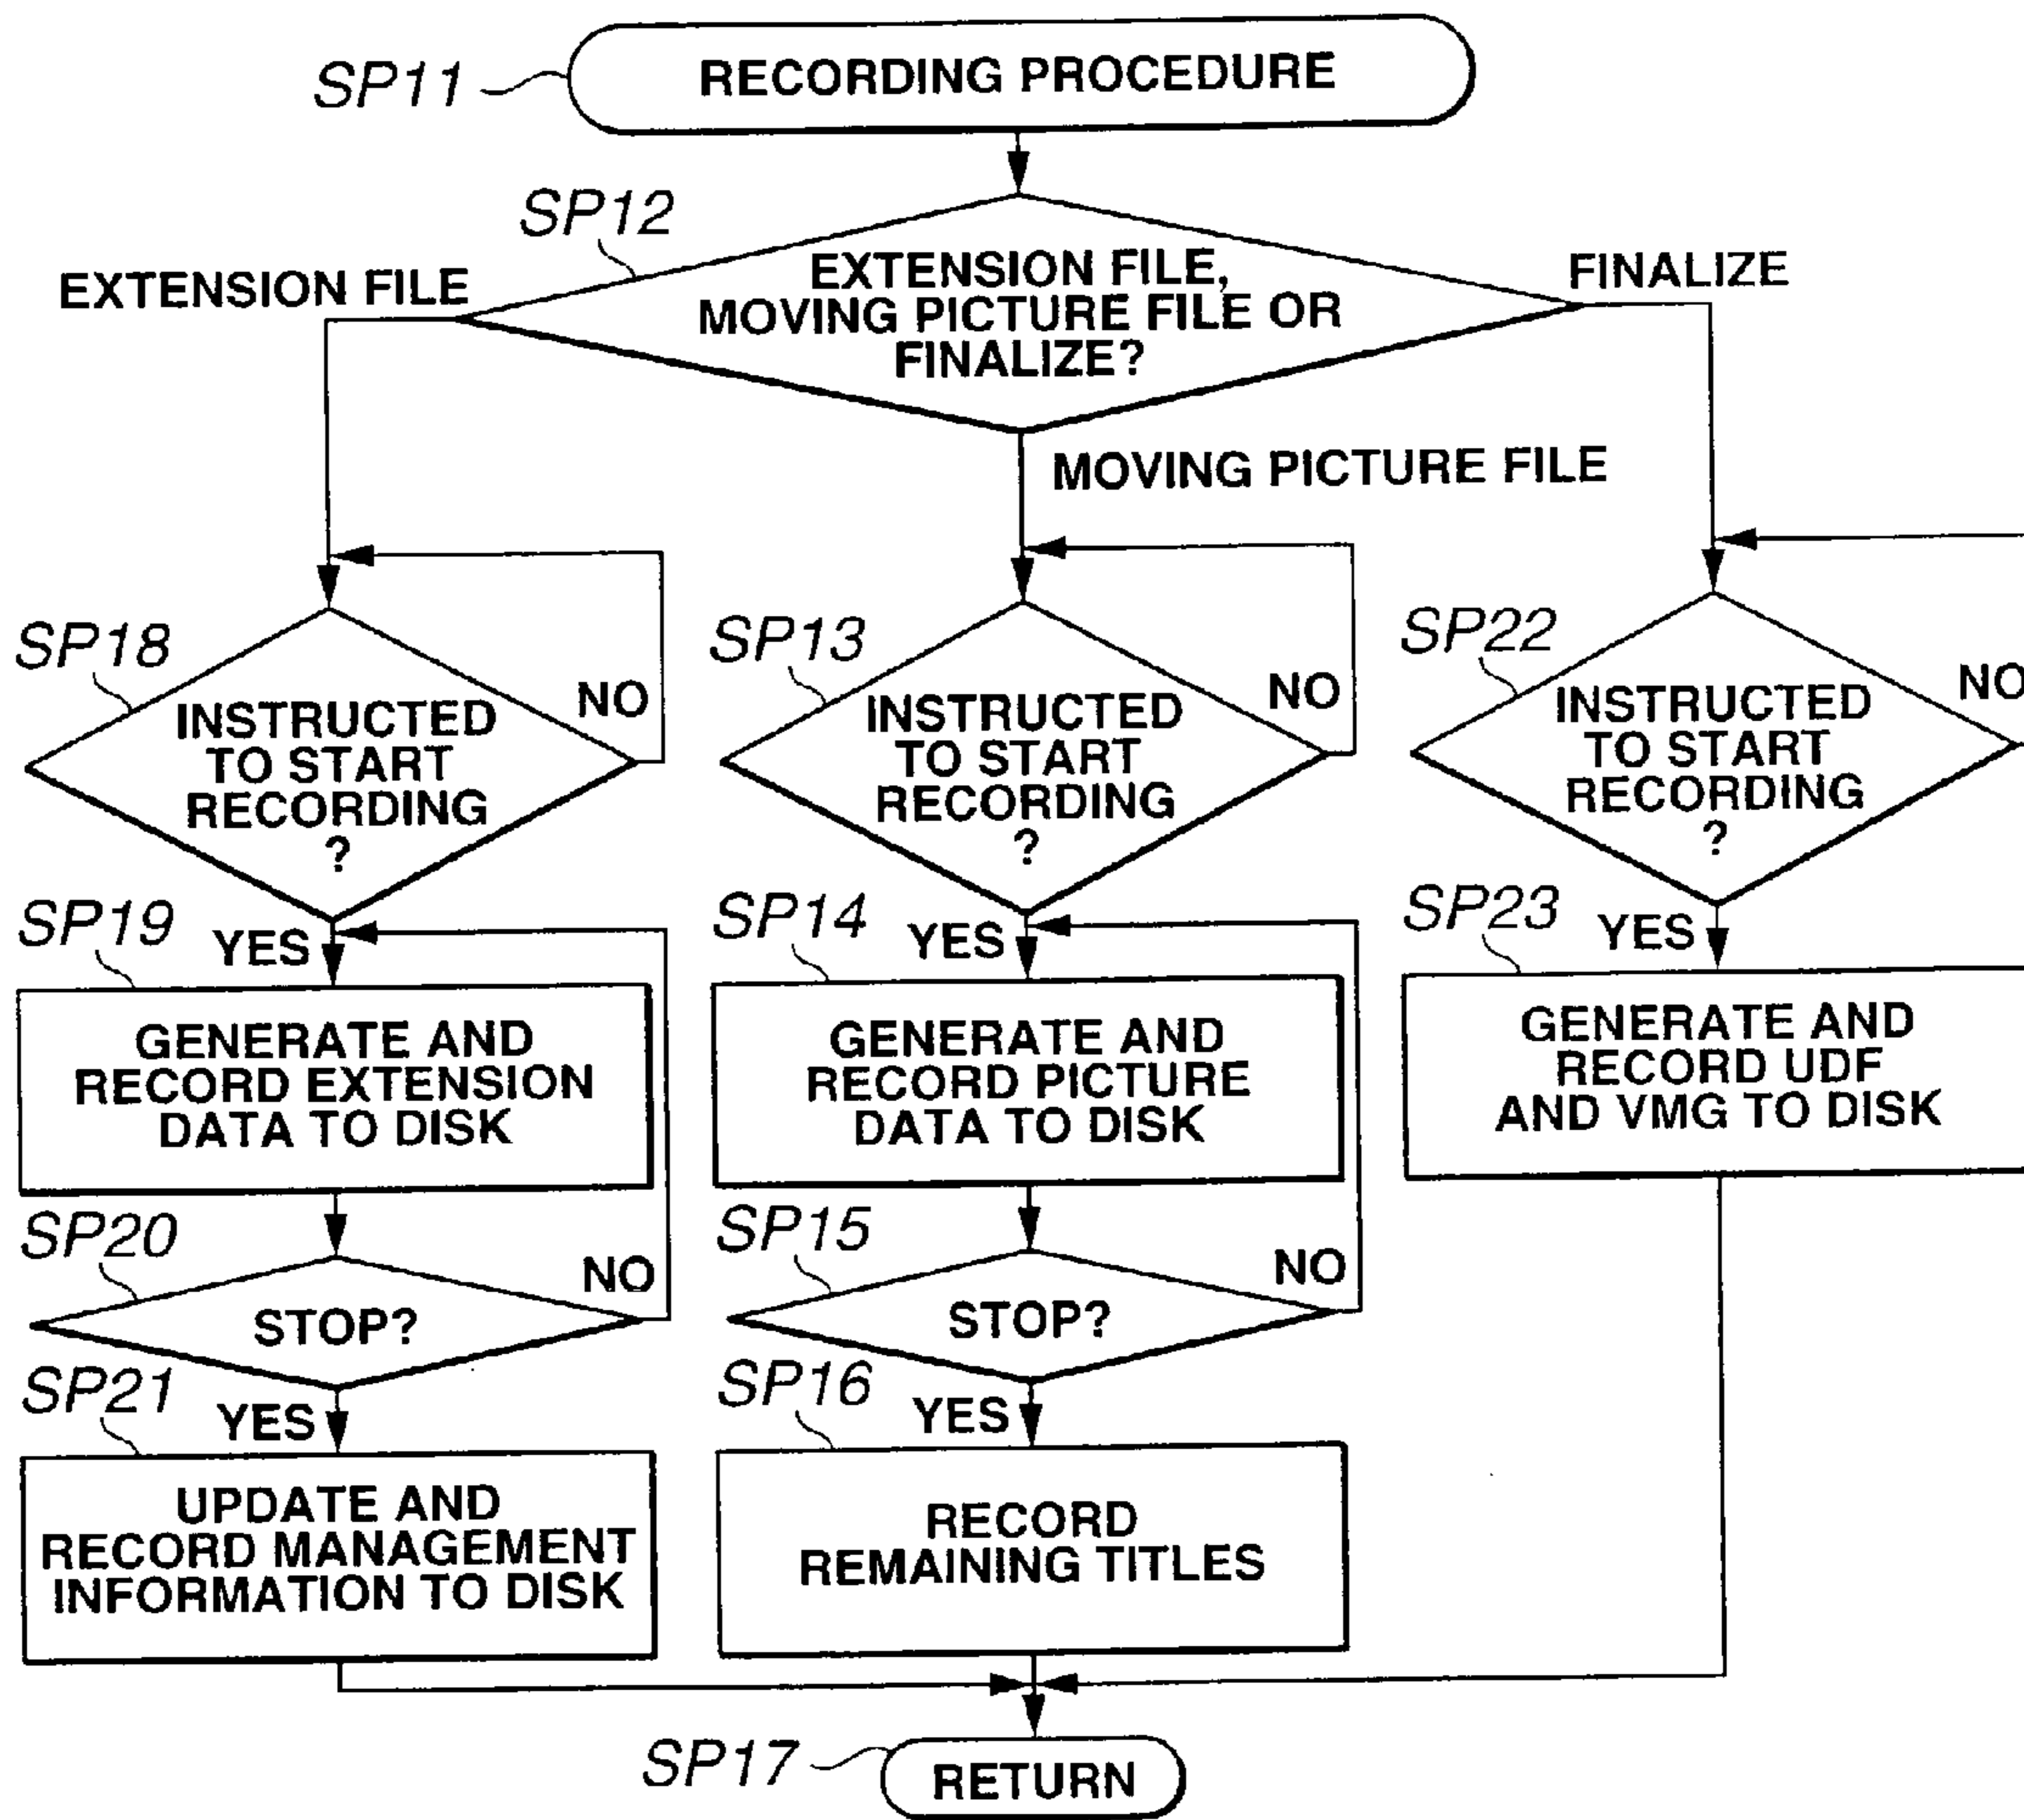 SP11
RECORDING PROCEDURE
SP12
EXTENSION FILE,
MOVING PICTURE FILE OR
FINALIZE?
EXTENSION FILE
FINALIZE
MOVING PICTURE FILE
SP18
INSTRUCTED
TO START
RECORDING
?
NO
SP13
INSTRUCTED
TO START
RECORDING
?
NO
SP22
INSTRUCTED
TO START
RECORDING
?
NO
SP19
YES
GENERATE AND
RECORD EXTENSION
DATA TO DISK
SP14
YES
GENERATE AND
RECORD PICTURE
DATA TO DISK
SP23
YES
GENERATE AND
RECORD UDF
AND VMG TO DISK
SP20
STOP?
NO
SP15
STOP?
NO
SP21
YES
UPDATE AND
RECORD MANAGEMENT
INFORMATION TO DISK
SP16
YES
RECORD
REMAINING TITLES
SP17
RETURN